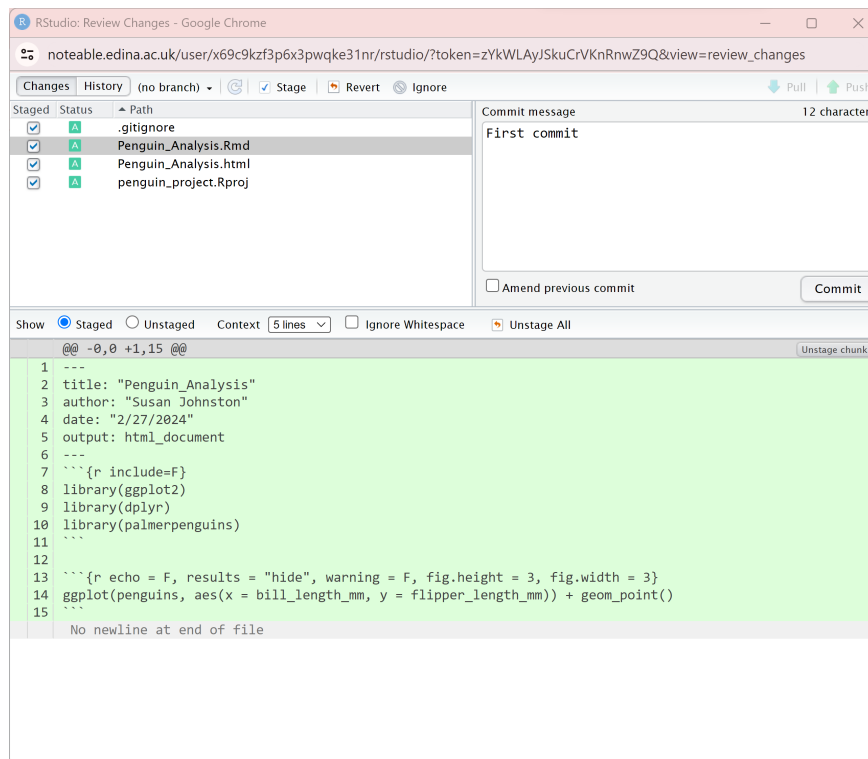 R RStudio: Review Changes - Google Chrome
noteable.edina.ac.uk/user/x69c9kzf3p6x3pwqke31nr/rstudio/?token=zYkWLAyJSkuCrVKnRnwZ9Q&view=review_changes
Changes History (no branch) Stage Revert Ignore Pull Push
Staged Status Path
A .gitignore
A Penguin_Analysis.Rmd
A Penguin_Analysis.html
A penguin_project.Rproj
Commit message 12 character
First commit
Amend previous commit Commit
Show Staged Unstaged Context 5 lines Ignore Whitespace Unstage All
@@ -0,0 +1,15 @@ Unstage chunk
1 ---
2 title: "Penguin_Analysis"
3 author: "Susan Johnston"
4 date: "2/27/2024"
5 output: html_document
6 ---
7 ```{r include=F}
8 library(ggplot2)
9 library(dplyr)
10 library(palmerpenguins)
11 ```
12
13 ```{r echo = F, results = "hide", warning = F, fig.height = 3, fig.width = 3}
14 ggplot(penguins, aes(x = bill_length_mm, y = flipper_length_mm)) + geom_point()
15 ```
No newline at end of file